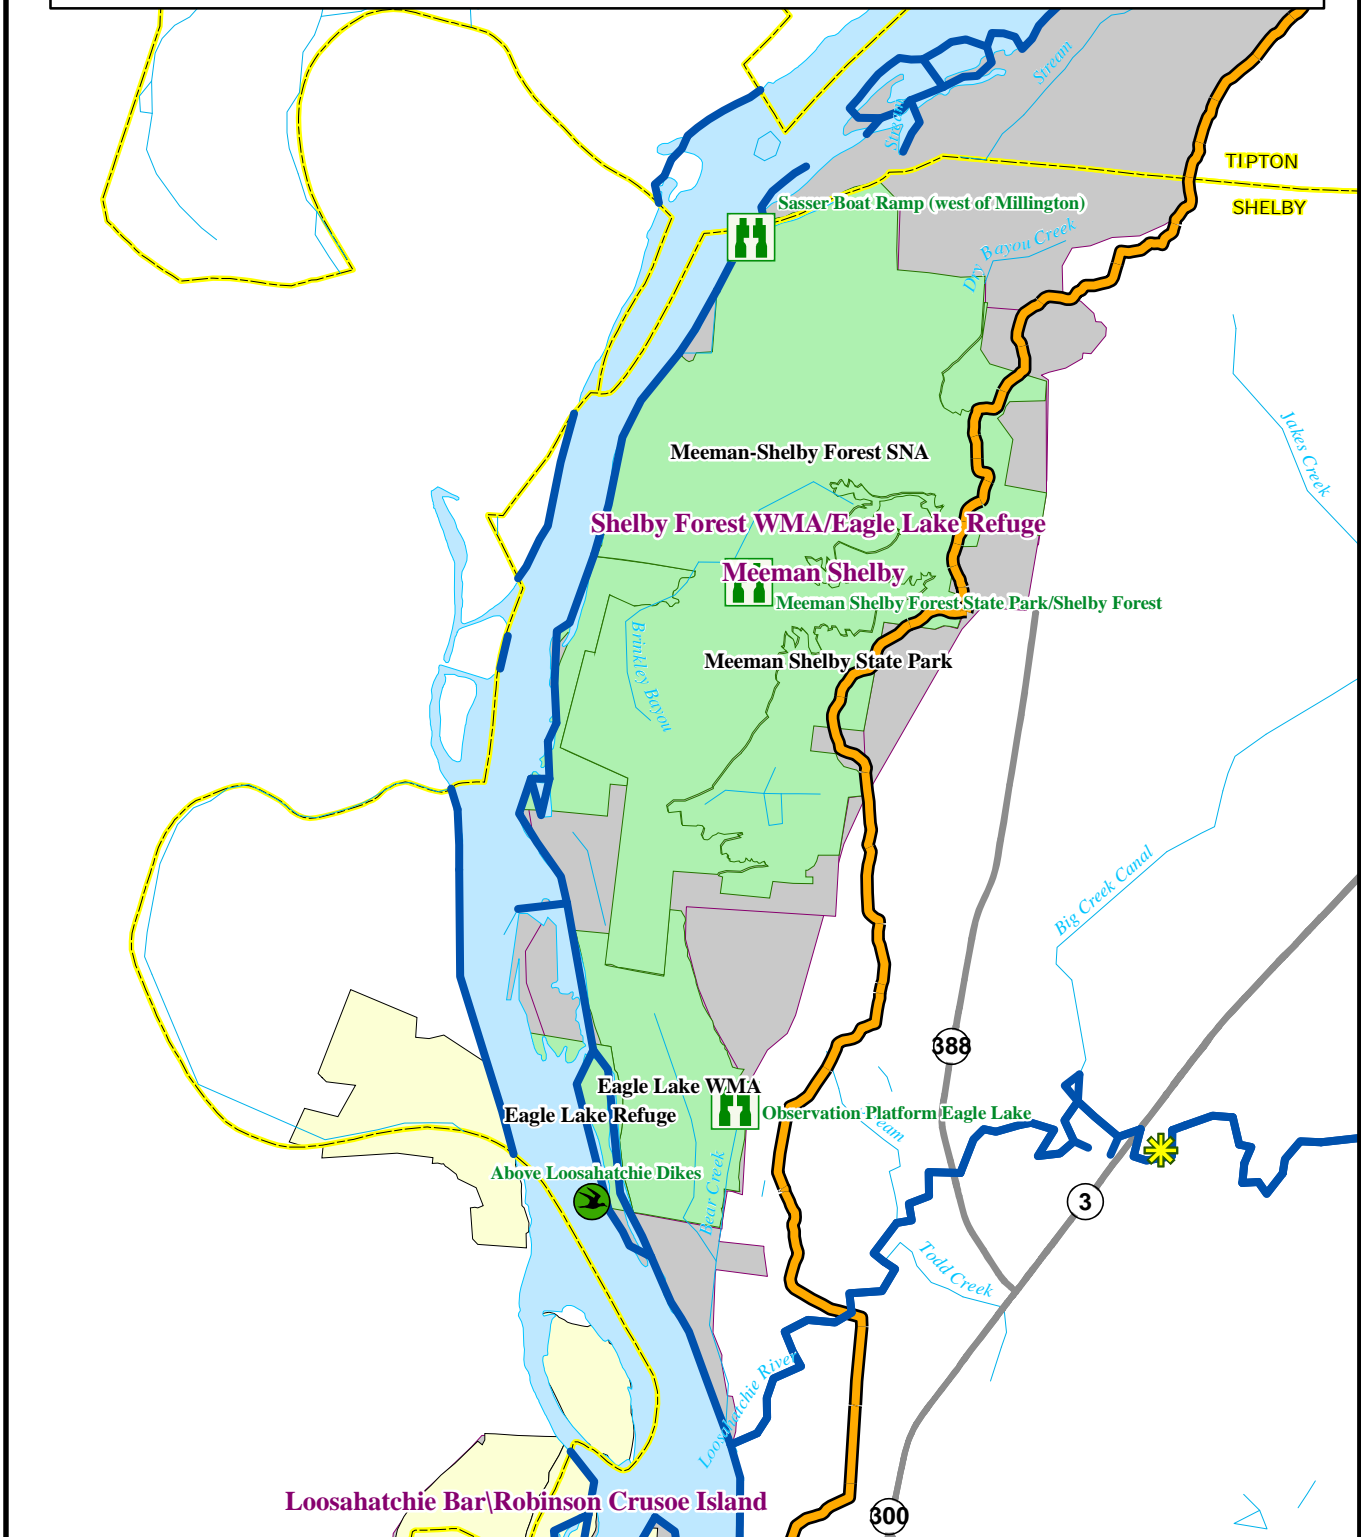 Stream
Stream
TIPTON
SHELBY
Sasser Boat Ramp (west of Millington)
Dry Bayou Creek
Jakes Creek
Meeman-Shelby Forest SNA
Shelby Forest WMA/Eagle Lake Refuge
Meeman Shelby
Meeman Shelby Forest State Park/Shelby Forest
Brinkley Bayou
Meeman Shelby State Park
Big Creek Canal
388
Eagle Lake WMA
Eagle Lake Refuge
Observation Platform Eagle Lake
Stream
Above Loosahatchie Dikes
Bear Creek
3
Todd Creek
Loosahatchie River
Loosahatchie Bar\Robinson Crusoe Island
300